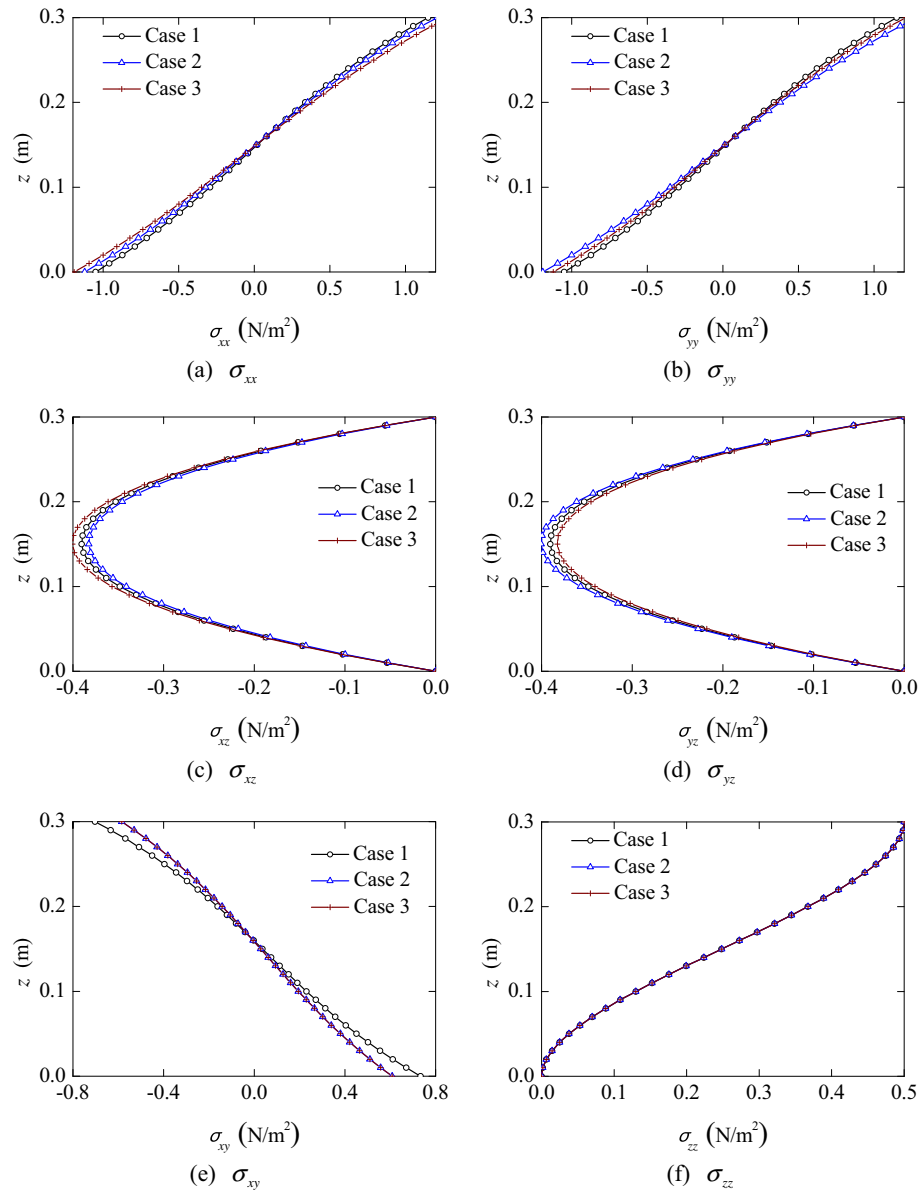 0.3
0.2
0.1
0.0
z (m)
Case 1
Case 2
Case 3
-1.0 -0.5 0.0 0.5 1.0
σxx (N/m²)
(a) σxx
0.3
0.2
0.1
0.0
z (m)
Case 1
Case 2
Case 3
-1.0 -0.5 0.0 0.5 1.0
σyy (N/m²)
(b) σyy
0.3
0.2
0.1
0.0
z (m)
Case 1
Case 2
Case 3
-0.4 -0.3 -0.2 -0.1 0.0
σxz (N/m²)
(c) σxz
0.3
0.2
0.1
0.0
z (m)
Case 1
Case 2
Case 3
-0.4 -0.3 -0.2 -0.1 0.0
σyz (N/m²)
(d) σyz
0.3
0.2
0.1
0.0
z (m)
Case 1
Case 2
Case 3
-0.8 -0.4 0.0 0.4 0.8
σxy (N/m²)
(e) σxy
0.3
0.2
0.1
0.0
z (m)
Case 1
Case 2
Case 3
0.0 0.1 0.2 0.3 0.4 0.5
σzz (N/m²)
(f) σzz